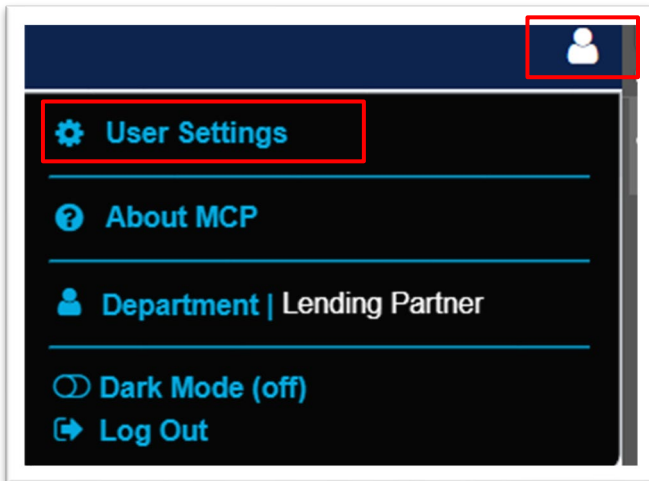 User Settings
About MCP
Department | Lending Partner
Dark Mode (off)
Log Out